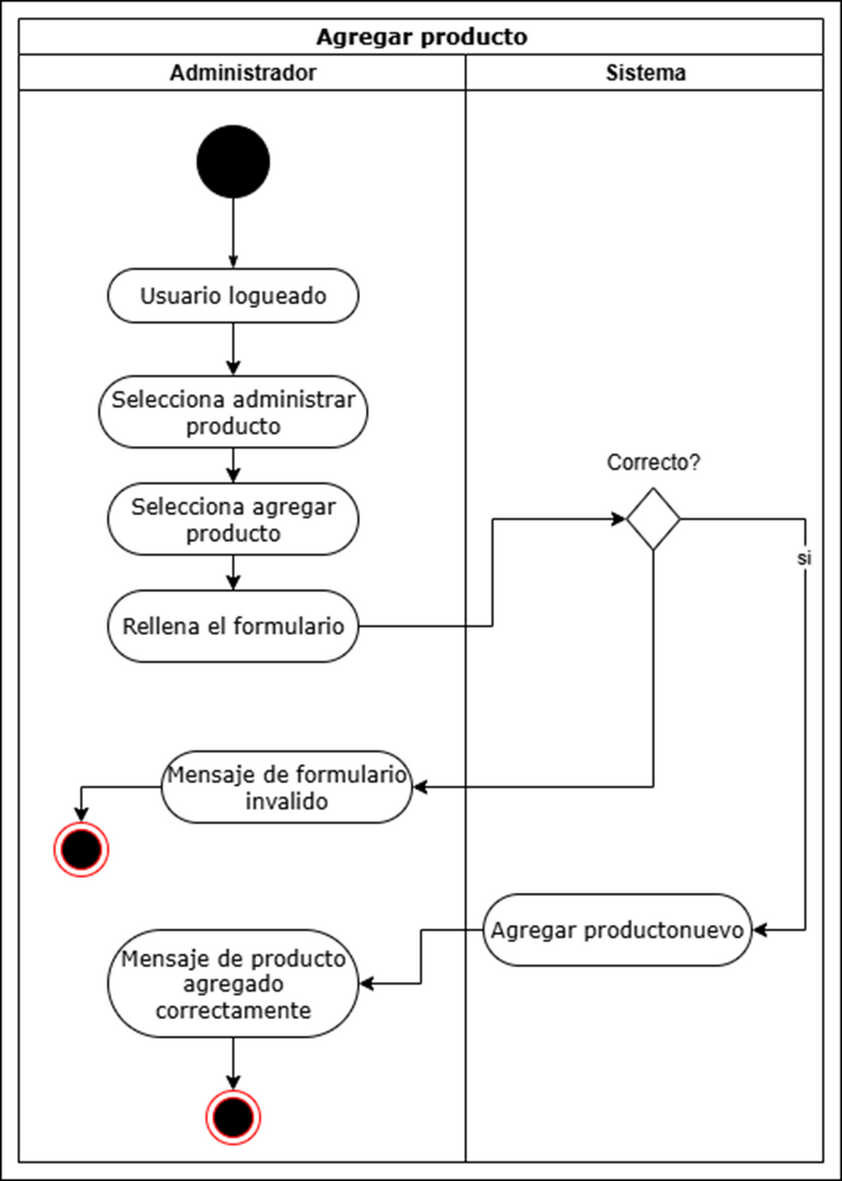 Agregar producto
Administrador
Sistema
Usuario logueado
Selecciona administrar
producto
Correcto?
Selecciona agregar
producto
si
Rellena el formulario
Mensaje de formulario
invalido
Agregar productonuevo
Mensaje de producto
agregado
correctamente